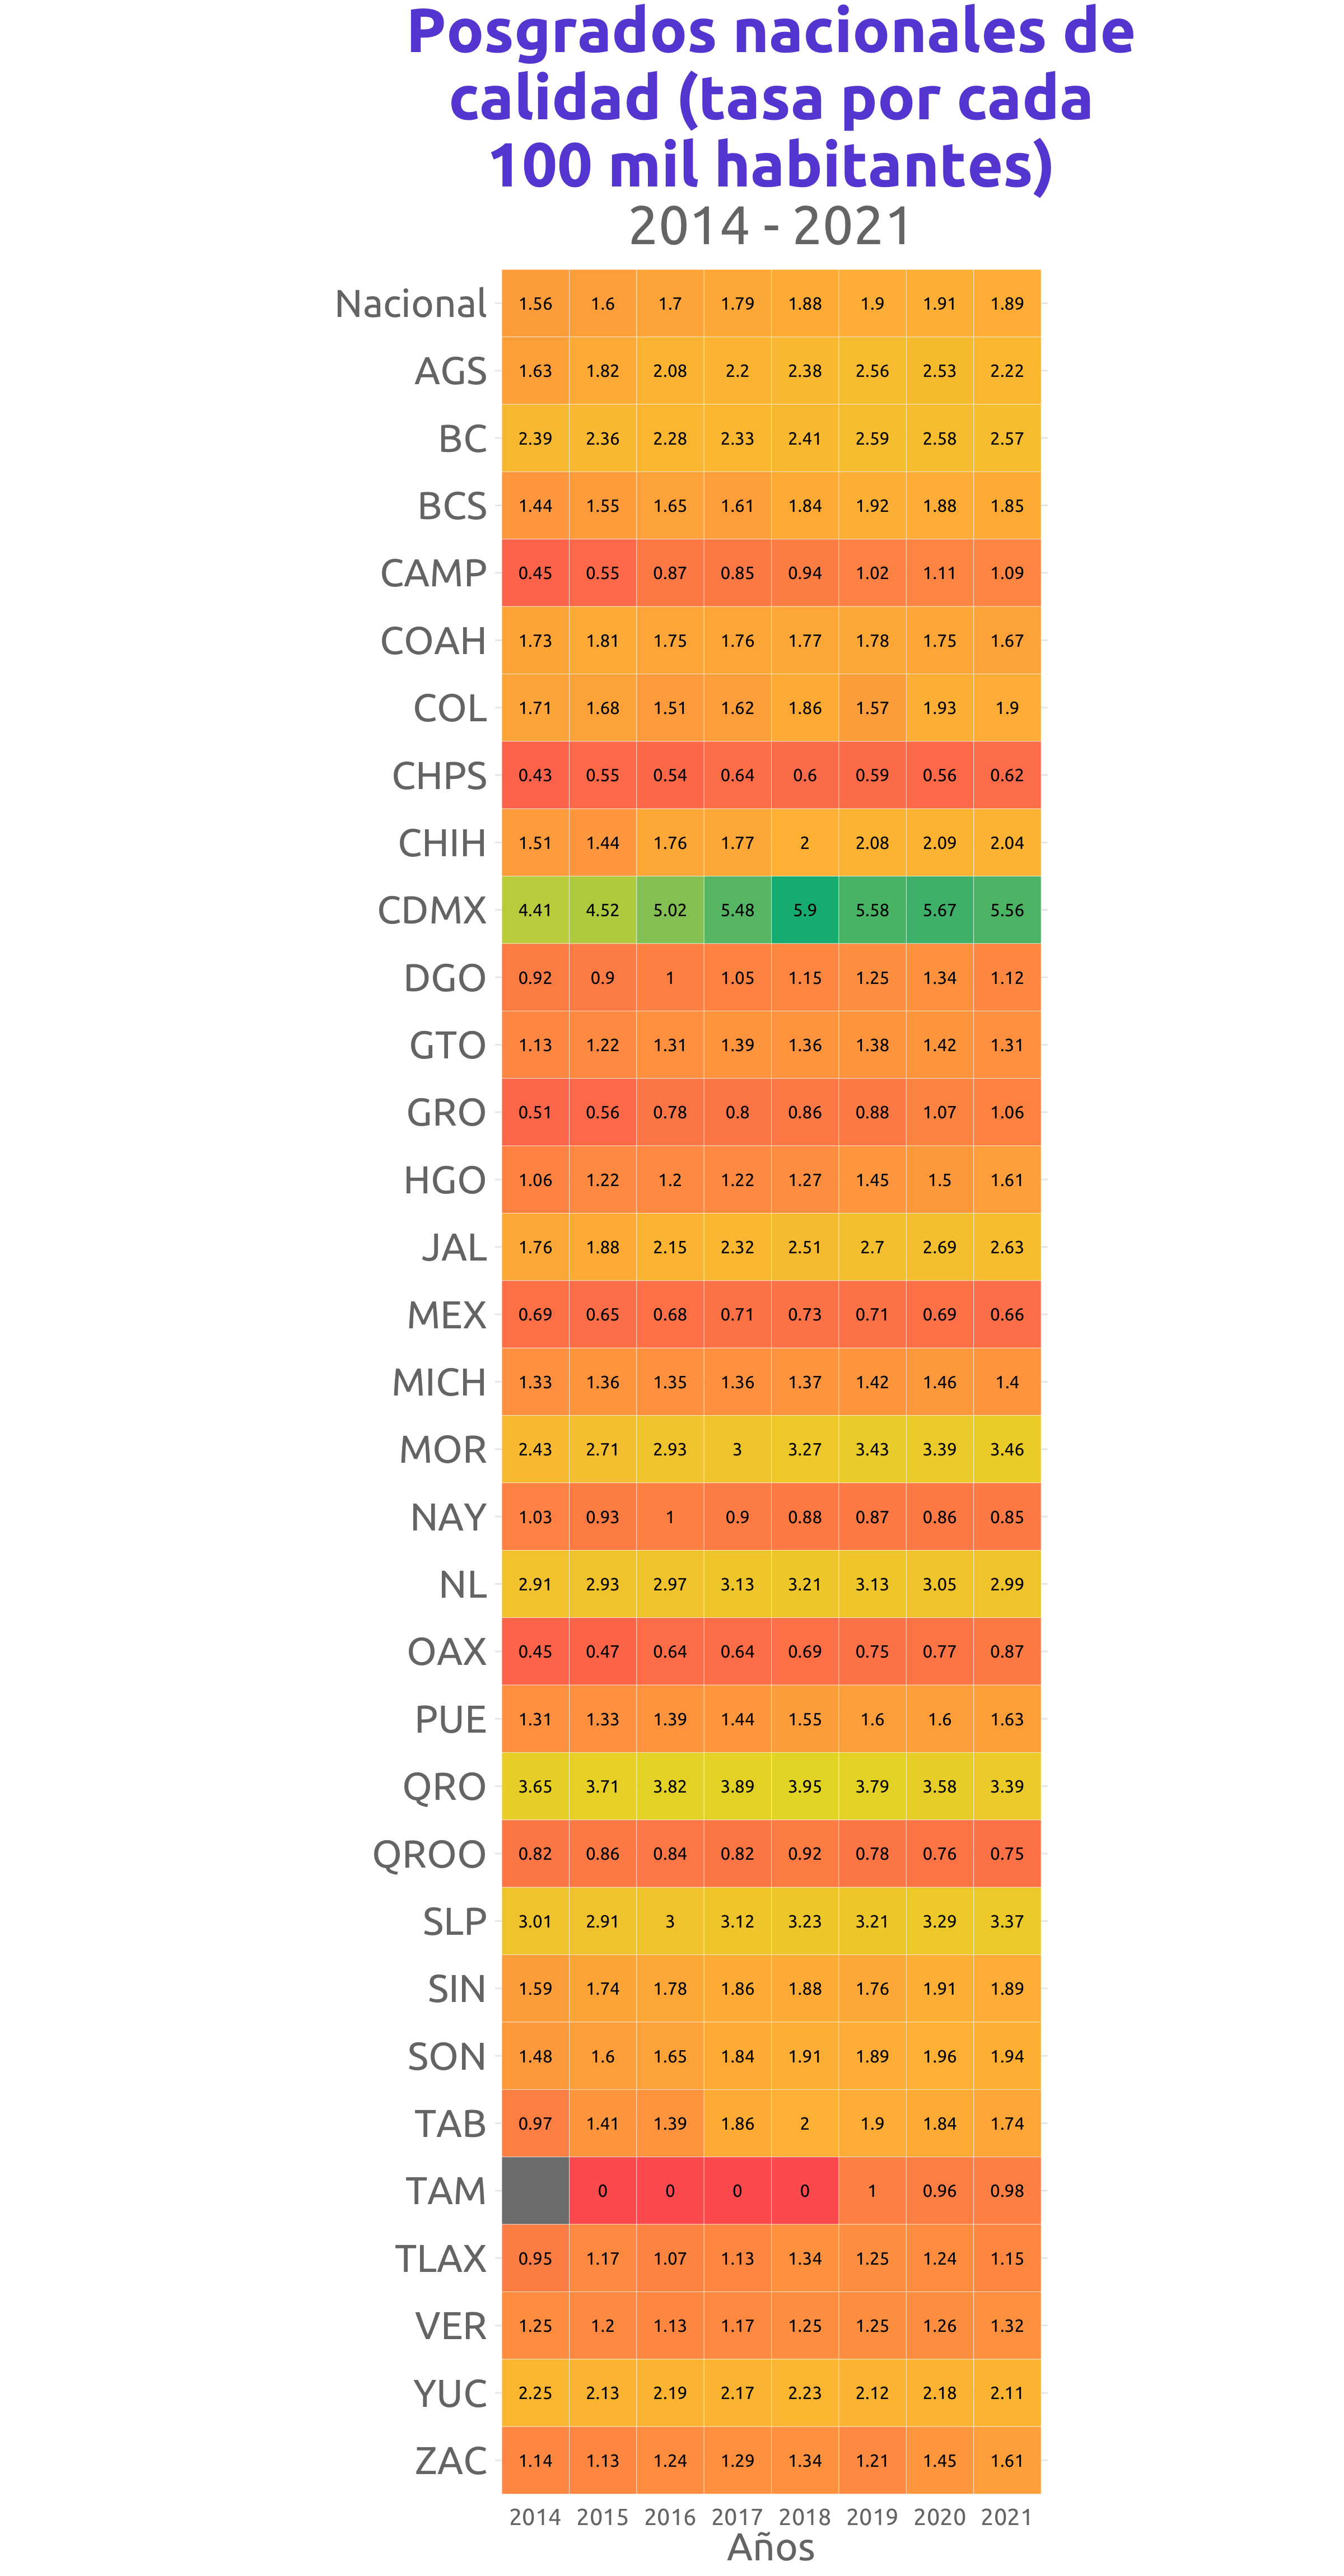 Posgrados nacionales de
calidad (tasa por cada
100 mil habitantes)
2014 - 2021
Nacional 1.56 1.6 1.7 1.79 1.88 1.9 1.91 1.89
AGS 1.63 1.82 2.08 2.2 2.38 2.56 2.53 2.22
BC 2.39 2.36 2.28 2.33 2.41 2.59 2.58 2.57
BCS 1.44 1.55 1.65 1.61 1.84 1.92 1.88 1.85
CAMP 0.45 0.55 0.87 0.85 0.94 1.02 1.11 1.09
COAH 1.73 1.81 1.75 1.76 1.77 1.78 1.75 1.67
COL 1.71 1.68 1.51 1.62 1.86 1.57 1.93 1.9
CHPS 0.43 0.55 0.54 0.64 0.6 0.59 0.56 0.62
CHIH 1.51 1.44 1.76 1.77 2 2.08 2.09 2.04
CDMX 4.41 4.52 5.02 5.48 5.9 5.58 5.67 5.56
DGO 0.92 0.9 1 1.05 1.15 1.25 1.34 1.12
GTO 1.13 1.22 1.31 1.39 1.36 1.38 1.42 1.31
GRO 0.51 0.56 0.78 0.8 0.86 0.88 1.07 1.06
HGO 1.06 1.22 1.2 1.22 1.27 1.45 1.5 1.61
JAL 1.76 1.88 2.15 2.32 2.51 2.7 2.69 2.63
MEX 0.69 0.65 0.68 0.71 0.73 0.71 0.69 0.66
MICH 1.33 1.36 1.35 1.36 1.37 1.42 1.46 1.4
MOR 2.43 2.71 2.93 3 3.27 3.43 3.39 3.46
NAY 1.03 0.93 1 0.9 0.88 0.87 0.86 0.85
NL 2.91 2.93 2.97 3.13 3.21 3.13 3.05 2.99
OAX 0.45 0.47 0.64 0.64 0.69 0.75 0.77 0.87
PUE 1.31 1.33 1.39 1.44 1.55 1.6 1.6 1.63
QRO 3.65 3.71 3.82 3.89 3.95 3.79 3.58 3.39
QROO 0.82 0.86 0.84 0.82 0.92 0.78 0.76 0.75
SLP 3.01 2.91 3 3.12 3.23 3.21 3.29 3.37
SIN 1.59 1.74 1.78 1.86 1.88 1.76 1.91 1.89
SON 1.48 1.6 1.65 1.84 1.91 1.89 1.96 1.94
TAB 0.97 1.41 1.39 1.86 2 1.9 1.84 1.74
TAM 0 0 0 0 1 0.96 0.98
TLAX 0.95 1.17 1.07 1.13 1.34 1.25 1.24 1.15
VER 1.25 1.2 1.13 1.17 1.25 1.25 1.26 1.32
YUC 2.25 2.13 2.19 2.17 2.23 2.12 2.18 2.11
ZAC 1.14 1.13 1.24 1.29 1.34 1.21 1.45 1.61
2014 2015 2016 2017 2018 2019 2020 2021
Años